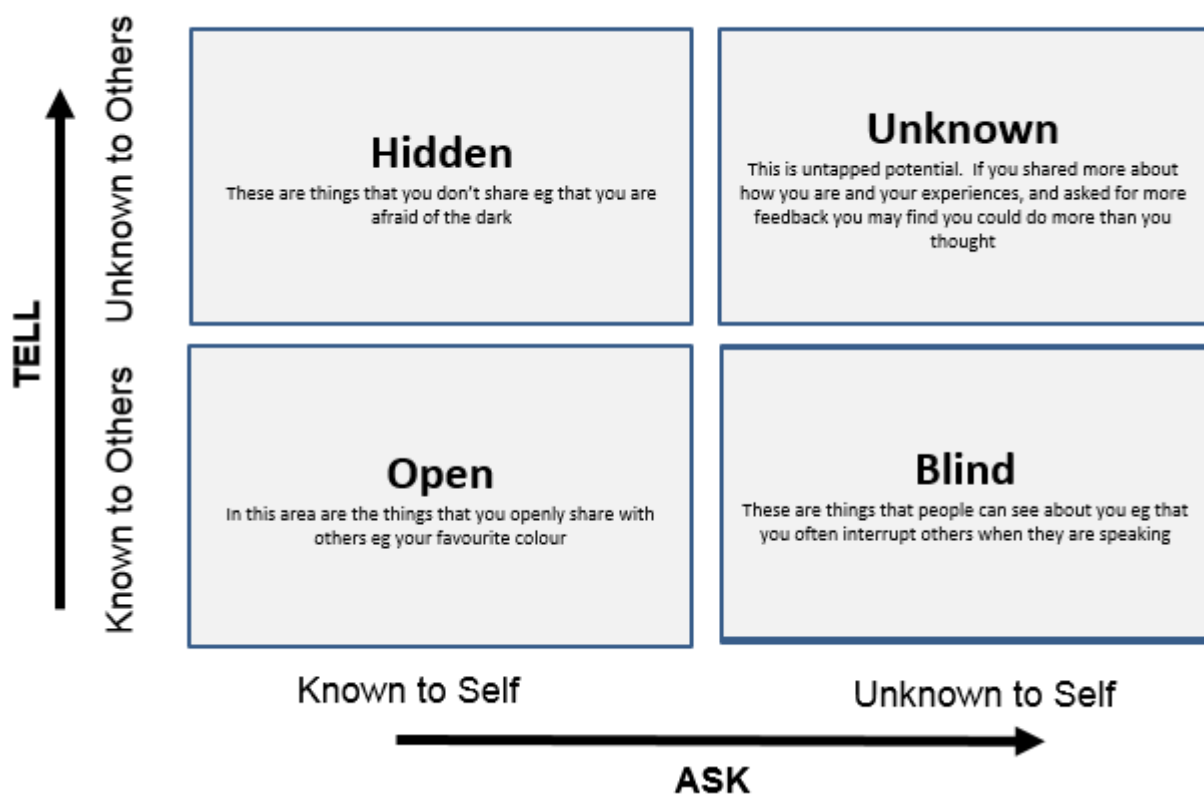 Unknown to Others
Hidden
These are things that you don't share eg that you are
afraid of the dark
Unknown
This is untapped potential.  If you shared more about
how you are and your experiences, and asked for more
feedback you may find you could do more than you
thought
TELL
Known to Others
Open
In this area are the things that you openly share with
others eg your favourite colour
Blind
These are things that people can see about you eg that
you often interrupt others when they are speaking
Known to Self
Unknown to Self
ASK